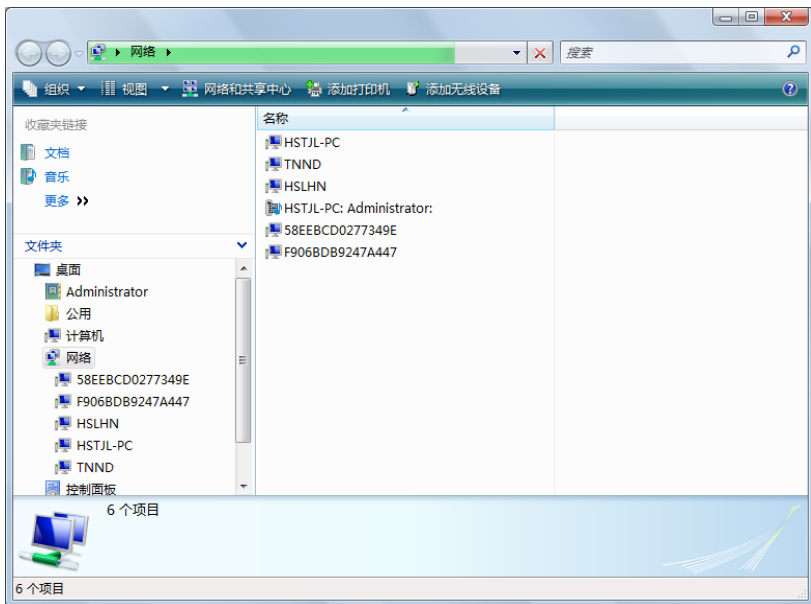 网络
搜索
组织 视图 网络和共享中心 添加打印机 添加无线设备
收藏夹链接
文档
音乐
更多 >>
文件夹
桌面
Administrator
公用
计算机
网络
58EEBCD0277349E
F906BDB9247A447
HSLHN
HSTJL-PC
TNND
控制面板
名称
HSTJL-PC
TNND
HSLHN
HSTJL-PC: Administrator:
58EEBCD0277349E
F906BDB9247A447
6 个项目
6 个项目